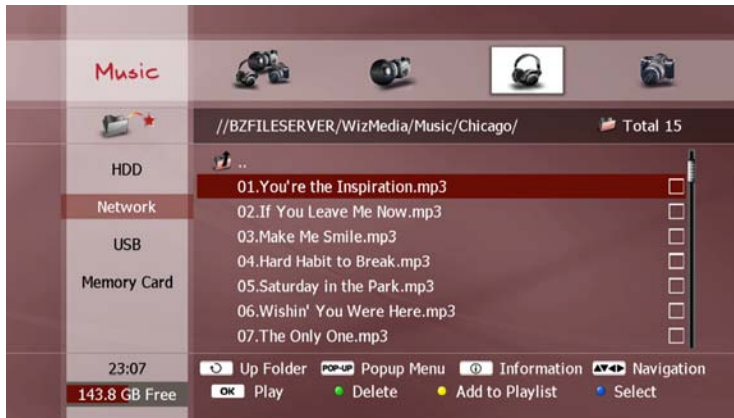 Music
//BZFILESERVER/WizMedia/Music/Chicago/ Total 15
HDD
Network
USB
Memory Card
..
01.You're the Inspiration.mp3
02.If You Leave Me Now.mp3
03.Make Me Smile.mp3
04.Hard Habit to Break.mp3
05.Saturday in the Park.mp3
06.Wishin' You Were Here.mp3
07.The Only One.mp3
23:07
143.8 GB Free
Up Folder POP-UP Popup Menu Information Navigation
OK Play Delete Add to Playlist Select